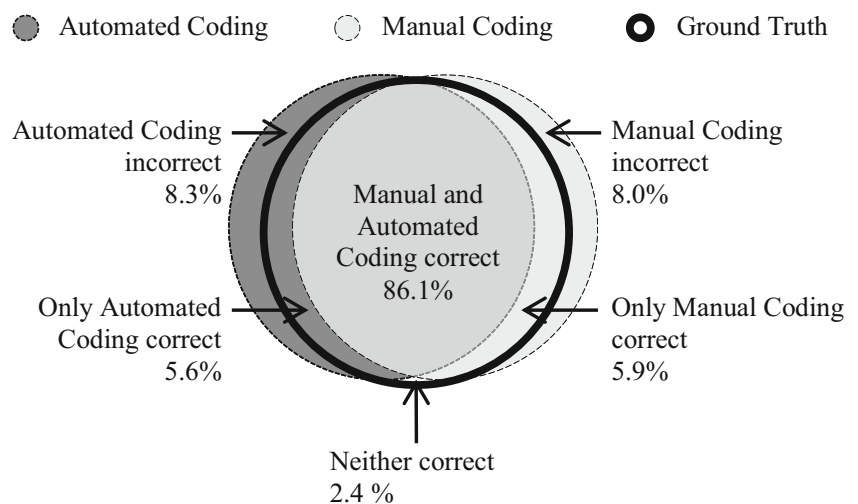 Automated Coding
Manual Coding
Ground Truth
Automated Coding
incorrect
8.3%
Manual Coding
incorrect
8.0%
Manual and
Automated
Coding correct
86.1%
Only Automated
Coding correct
5.6%
Only Manual Coding
correct
5.9%
Neither correct
2.4 %